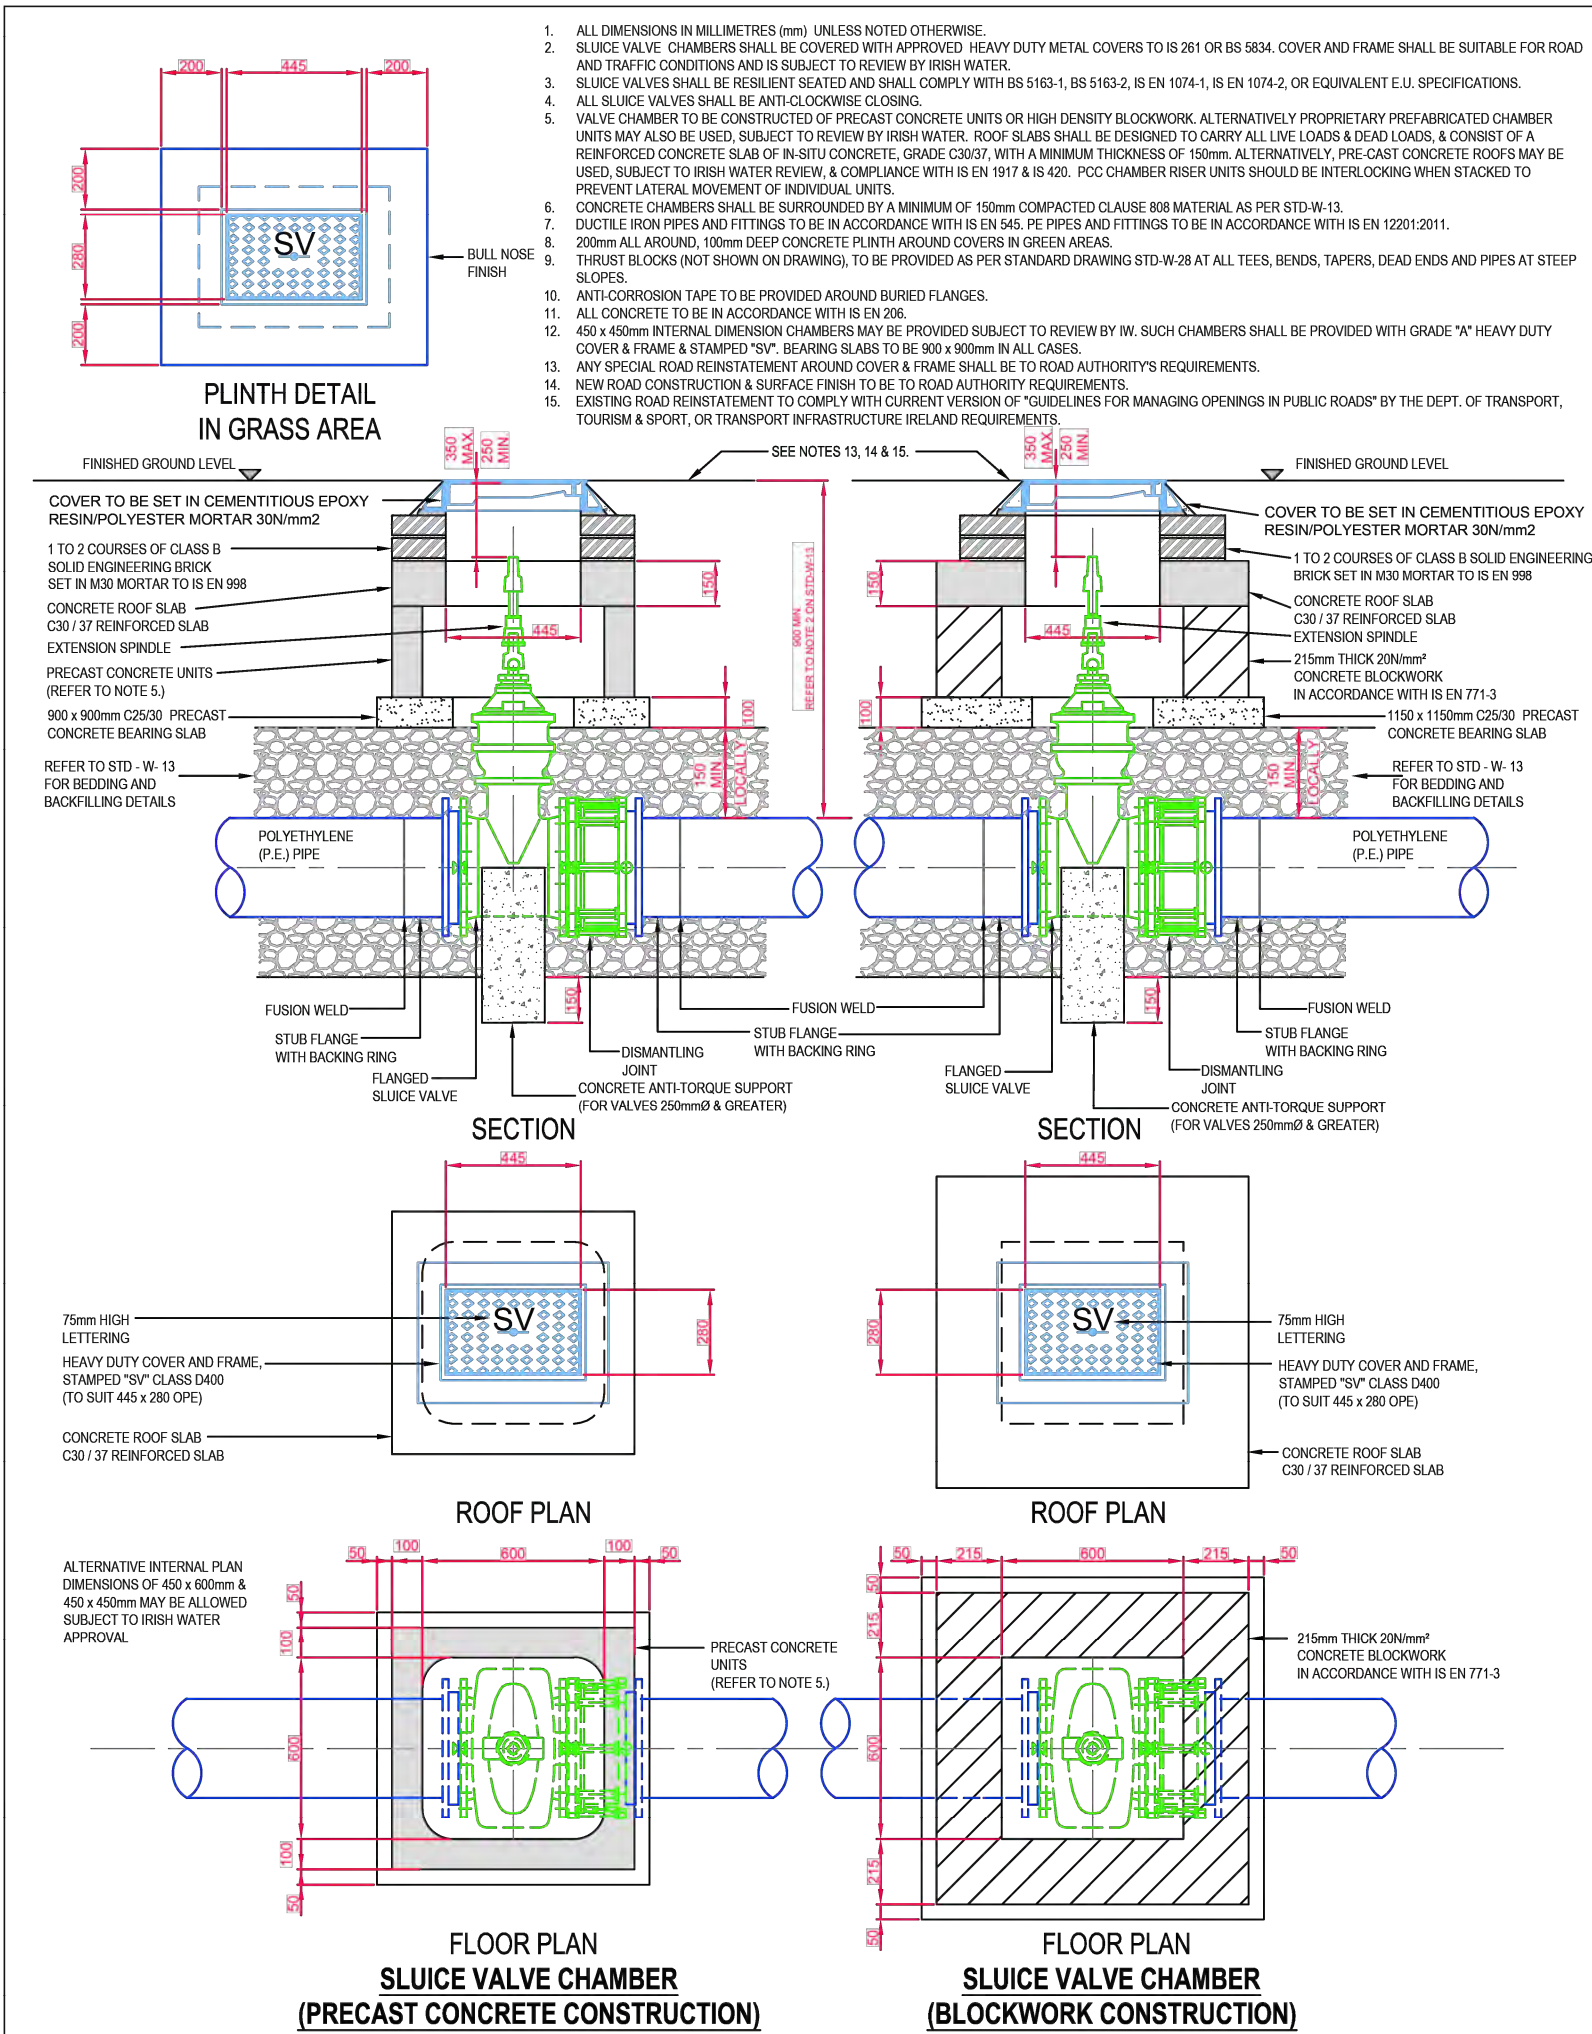 1. ALL DIMENSIONS IN MILLIMETRES (mm) UNLESS NOTED OTHERWISE.
2. SLUICE VALVE CHAMBERS SHALL BE COVERED WITH APPROVED HEAVY DUTY METAL COVERS TO IS 261 OR BS 5834. COVER AND FRAME SHALL BE SUITABLE FOR ROAD
AND TRAFFIC CONDITIONS AND IS SUBJECT TO REVIEW BY IRISH WATER.
3. SLUICE VALVES SHALL BE RESILIENT SEATED AND SHALL COMPLY WITH BS 5163-1, BS 5163-2, IS EN 1074-1, IS EN 1074-2, OR EQUIVALENT E.U. SPECIFICATIONS.
4. ALL SLUICE VALVES SHALL BE ANTI-CLOCKWISE CLOSING.
5. VALVE CHAMBER TO BE CONSTRUCTED OF PRECAST CONCRETE UNITS OR HIGH DENSITY BLOCKWORK. ALTERNATIVELY PROPRIETARY PREFABRICATED CHAMBER
UNITS MAY ALSO BE USED, SUBJECT TO REVIEW BY IRISH WATER. ROOF SLABS SHALL BE DESIGNED TO CARRY ALL LIVE LOADS & DEAD LOADS, & CONSIST OF A
REINFORCED CONCRETE SLAB OF IN-SITU CONCRETE, GRADE C30/37, WITH A MINIMUM THICKNESS OF 150mm. ALTERNATIVELY, PRE-CAST CONCRETE ROOFS MAY BE
USED, SUBJECT TO IRISH WATER REVIEW, & COMPLIANCE WITH IS EN 1917 & IS 420. PCC CHAMBER RISER UNITS SHOULD BE INTERLOCKING WHEN STACKED TO
PREVENT LATERAL MOVEMENT OF INDIVIDUAL UNITS.
6. CONCRETE CHAMBERS SHALL BE SURROUNDED BY A MINIMUM OF 150mm COMPACTED CLAUSE 808 MATERIAL AS PER STD-W-13.
7. DUCTILE IRON PIPES AND FITTINGS TO BE IN ACCORDANCE WITH IS EN 545. PE PIPES AND FITTINGS TO BE IN ACCORDANCE WITH IS EN 12201:2011.
8. 200mm ALL AROUND, 100mm DEEP CONCRETE PLINTH AROUND COVERS IN GREEN AREAS.
9. THRUST BLOCKS (NOT SHOWN ON DRAWING), TO BE PROVIDED AS PER STANDARD DRAWING STD-W-28 AT ALL TEES, BENDS, TAPERS, DEAD ENDS AND PIPES AT STEEP
SLOPES.
10. ANTI-CORROSION TAPE TO BE PROVIDED AROUND BURIED FLANGES.
11. ALL CONCRETE TO BE IN ACCORDANCE WITH IS EN 206.
12. 450 x 450mm INTERNAL DIMENSION CHAMBERS MAY BE PROVIDED SUBJECT TO REVIEW BY IW. SUCH CHAMBERS SHALL BE PROVIDED WITH GRADE "A" HEAVY DUTY
COVER & FRAME & STAMPED "SV". BEARING SLABS TO BE 900 x 900mm IN ALL CASES.
13. ANY SPECIAL ROAD REINSTATEMENT AROUND COVER & FRAME SHALL BE TO ROAD AUTHORITY'S REQUIREMENTS.
14. NEW ROAD CONSTRUCTION & SURFACE FINISH TO BE TO ROAD AUTHORITY REQUIREMENTS.
15. EXISTING ROAD REINSTATEMENT TO COMPLY WITH CURRENT VERSION OF "GUIDELINES FOR MANAGING OPENINGS IN PUBLIC ROADS" BY THE DEPT. OF TRANSPORT,
TOURISM & SPORT, OR TRANSPORT INFRASTRUCTURE IRELAND REQUIREMENTS.
200 445 200
200
280
200
SV
BULL NOSE
FINISH
PLINTH DETAIL
IN GRASS AREA
FINISHED GROUND LEVEL
350
MAX.
250
MIN.
SEE NOTES 13, 14 & 15.
350
MAX.
250
MIN.
FINISHED GROUND LEVEL
COVER TO BE SET IN CEMENTITIOUS EPOXY
RESIN/POLYESTER MORTAR 30N/mm2
1 TO 2 COURSES OF CLASS B
SOLID ENGINEERING BRICK
SET IN M30 MORTAR TO IS EN 998
CONCRETE ROOF SLAB
C30 / 37 REINFORCED SLAB
EXTENSION SPINDLE
PRECAST CONCRETE UNITS
(REFER TO NOTE 5.)
900 x 900mm C25/30 PRECAST
CONCRETE BEARING SLAB
REFER TO STD - W- 13
FOR BEDDING AND
BACKFILLING DETAILS
POLYETHYLENE
(P.E.) PIPE
445
150
100
150
MIN.
LOCALLY
900 MIN.
REFER TO NOTE 2 ON STD-W-13
150
FUSION WELD
STUB FLANGE
WITH BACKING RING
FLANGED
SLUICE VALVE
DISMANTLING
JOINT
CONCRETE ANTI-TORQUE SUPPORT
(FOR VALVES 250mmØ & GREATER)
SECTION
FUSION WELD
STUB FLANGE
WITH BACKING RING
COVER TO BE SET IN CEMENTITIOUS EPOXY
RESIN/POLYESTER MORTAR 30N/mm2
1 TO 2 COURSES OF CLASS B SOLID ENGINEERING
BRICK SET IN M30 MORTAR TO IS EN 998
CONCRETE ROOF SLAB
C30 / 37 REINFORCED SLAB
EXTENSION SPINDLE
215mm THICK 20N/mm²
CONCRETE BLOCKWORK
IN ACCORDANCE WITH IS EN 771-3
1150 x 1150mm C25/30 PRECAST
CONCRETE BEARING SLAB
REFER TO STD - W- 13
FOR BEDDING AND
BACKFILLING DETAILS
POLYETHYLENE
(P.E.) PIPE
150
445
100
150
MIN.
LOCALLY
150
FUSION WELD
STUB FLANGE
WITH BACKING RING
DISMANTLING
JOINT
FLANGED
SLUICE VALVE
CONCRETE ANTI-TORQUE SUPPORT
(FOR VALVES 250mmØ & GREATER)
SECTION
445
280
SV
75mm HIGH
LETTERING
HEAVY DUTY COVER AND FRAME,
STAMPED "SV" CLASS D400
(TO SUIT 445 x 280 OPE)
CONCRETE ROOF SLAB
C30 / 37 REINFORCED SLAB
ROOF PLAN
445
280
SV
75mm HIGH
LETTERING
HEAVY DUTY COVER AND FRAME,
STAMPED "SV" CLASS D400
(TO SUIT 445 x 280 OPE)
CONCRETE ROOF SLAB
C30 / 37 REINFORCED SLAB
ROOF PLAN
ALTERNATIVE INTERNAL PLAN
DIMENSIONS OF 450 x 600mm &
450 x 450mm MAY BE ALLOWED
SUBJECT TO IRISH WATER
APPROVAL
50 100 600 100 50
50
100
600
100
50
PRECAST CONCRETE
UNITS
(REFER TO NOTE 5.)
FLOOR PLAN
SLUICE VALVE CHAMBER
(PRECAST CONCRETE CONSTRUCTION)
50 215 600 215 50
50
215
600
215
50
215mm THICK 20N/mm²
CONCRETE BLOCKWORK
IN ACCORDANCE WITH IS EN 771-3
FLOOR PLAN
SLUICE VALVE CHAMBER
(BLOCKWORK CONSTRUCTION)